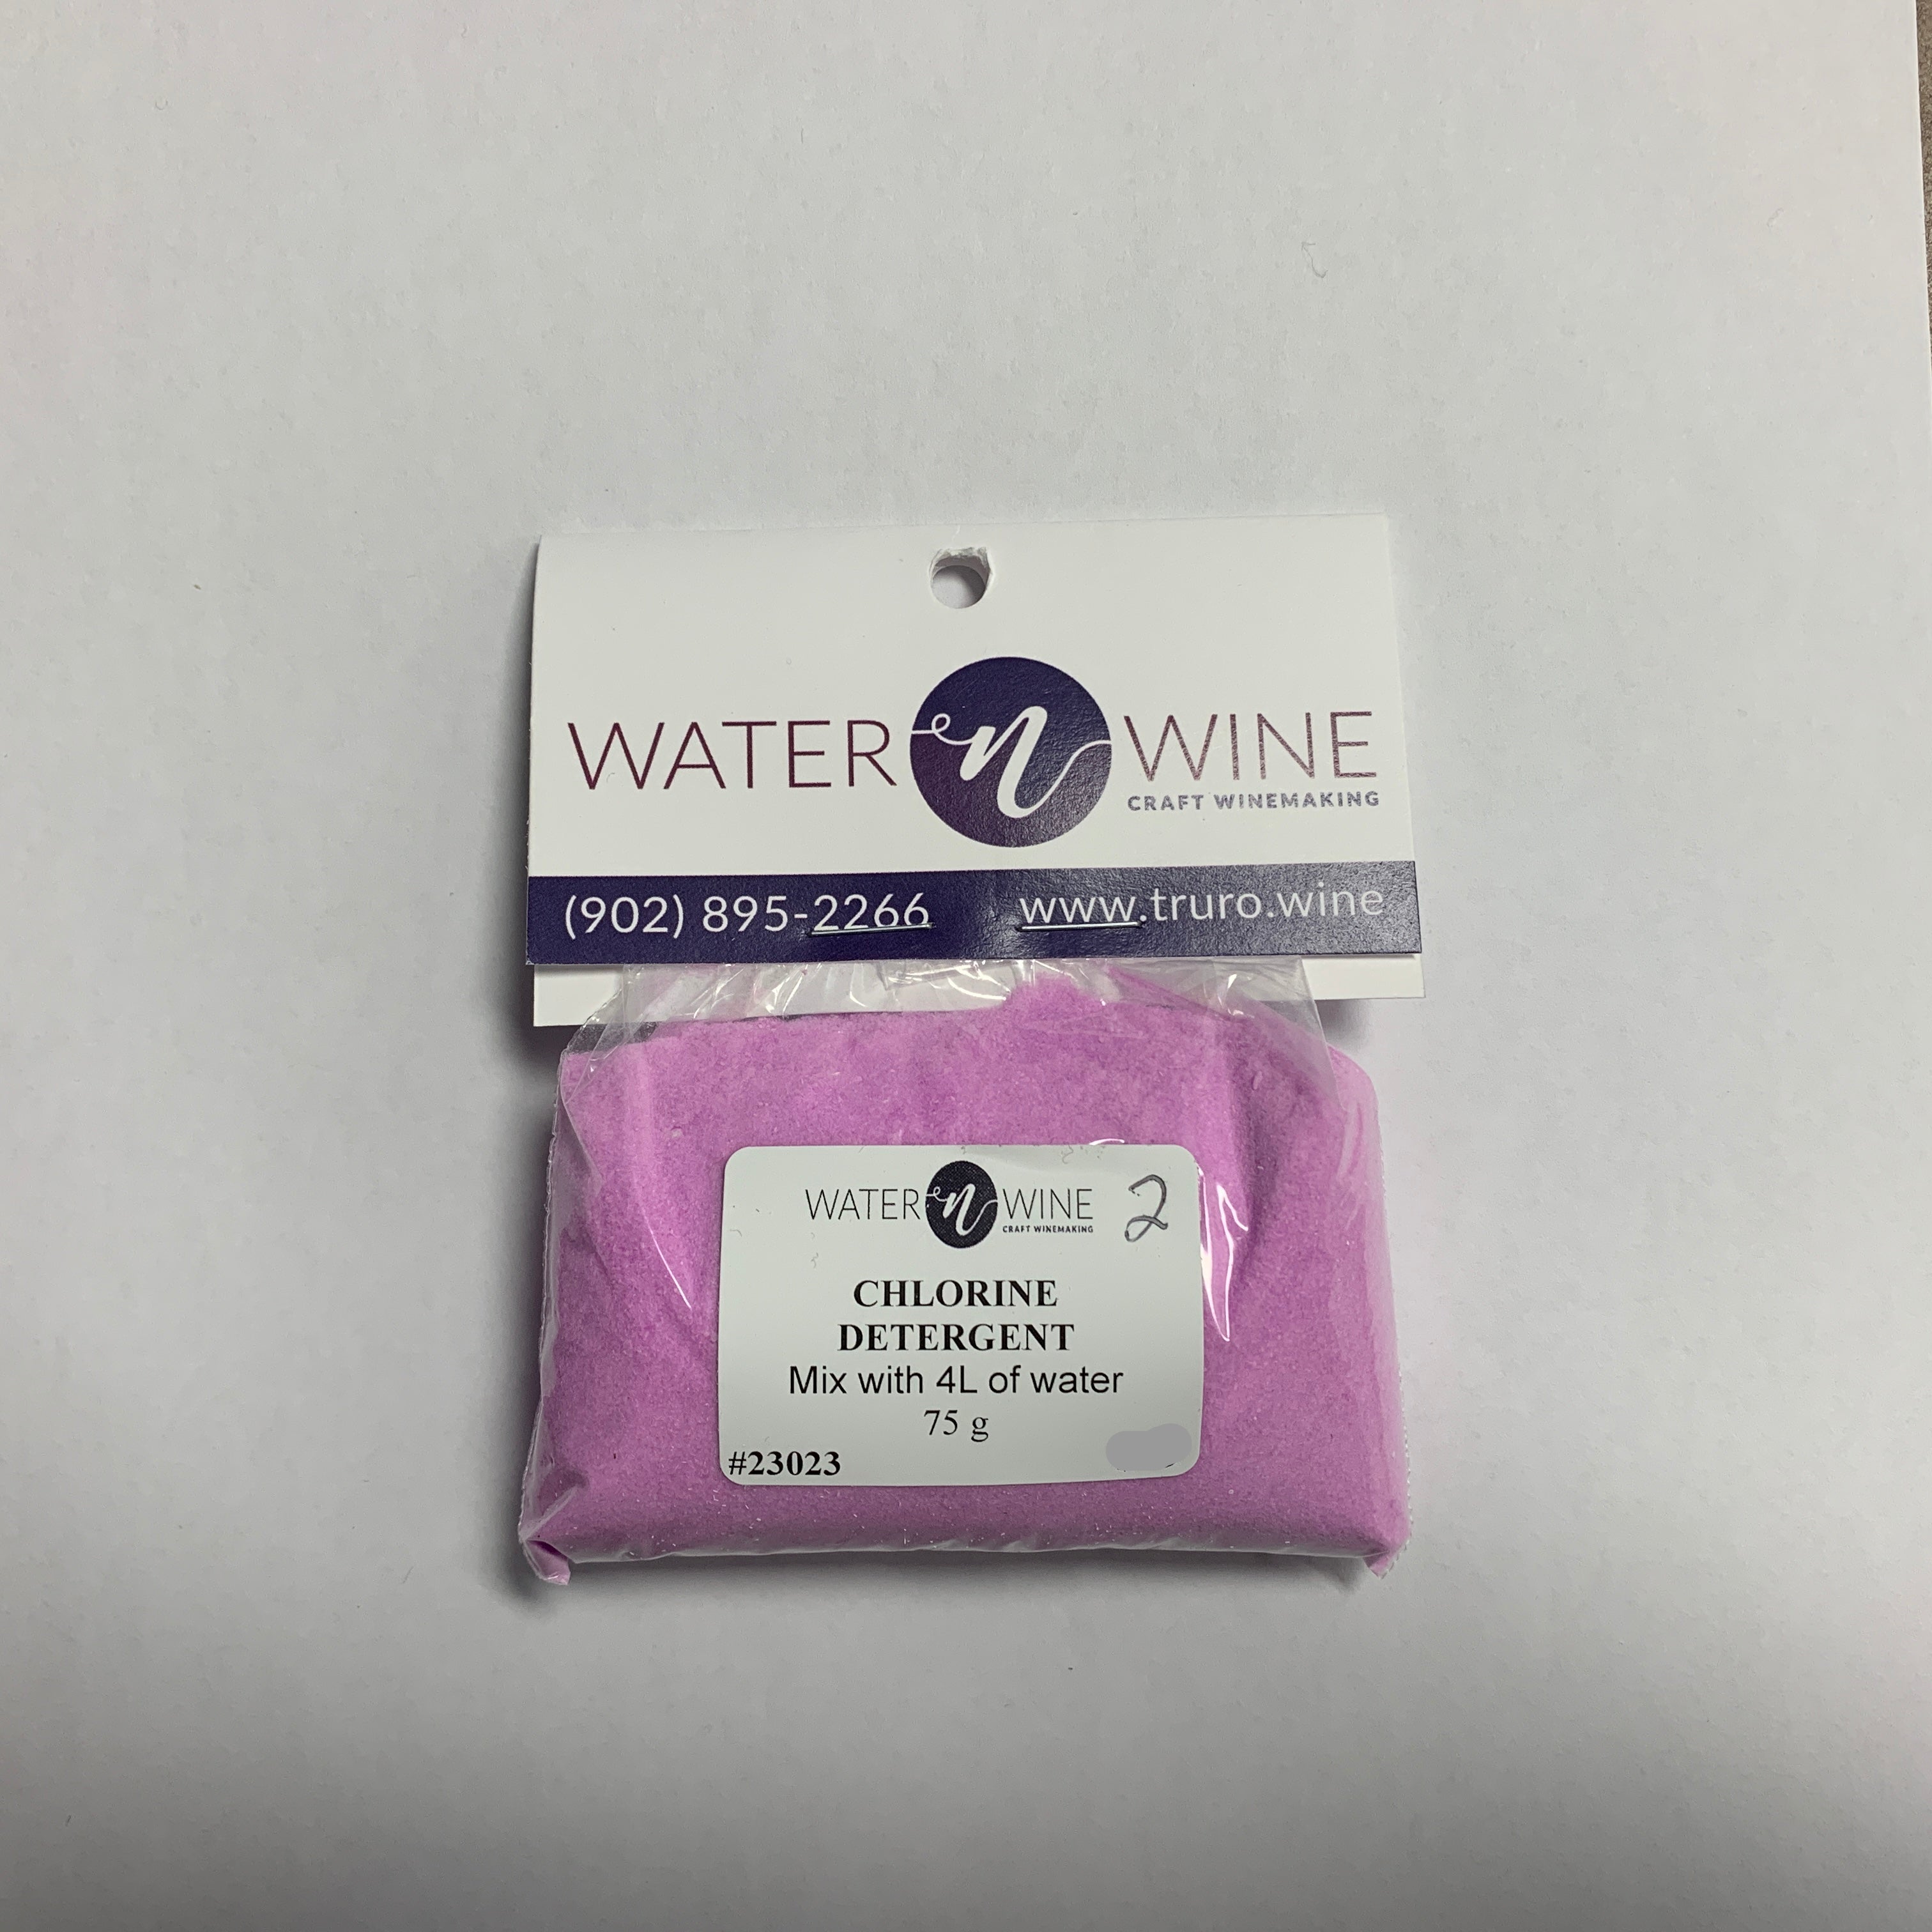 WATER n WINE
CRAFT WINEMAKING
(902) 895-2266 www.truro.wine
WATER n WINE 2
CRAFT WINEMAKING
CHLORINE
DETERGENT
Mix with 4L of water
75 g
#23023